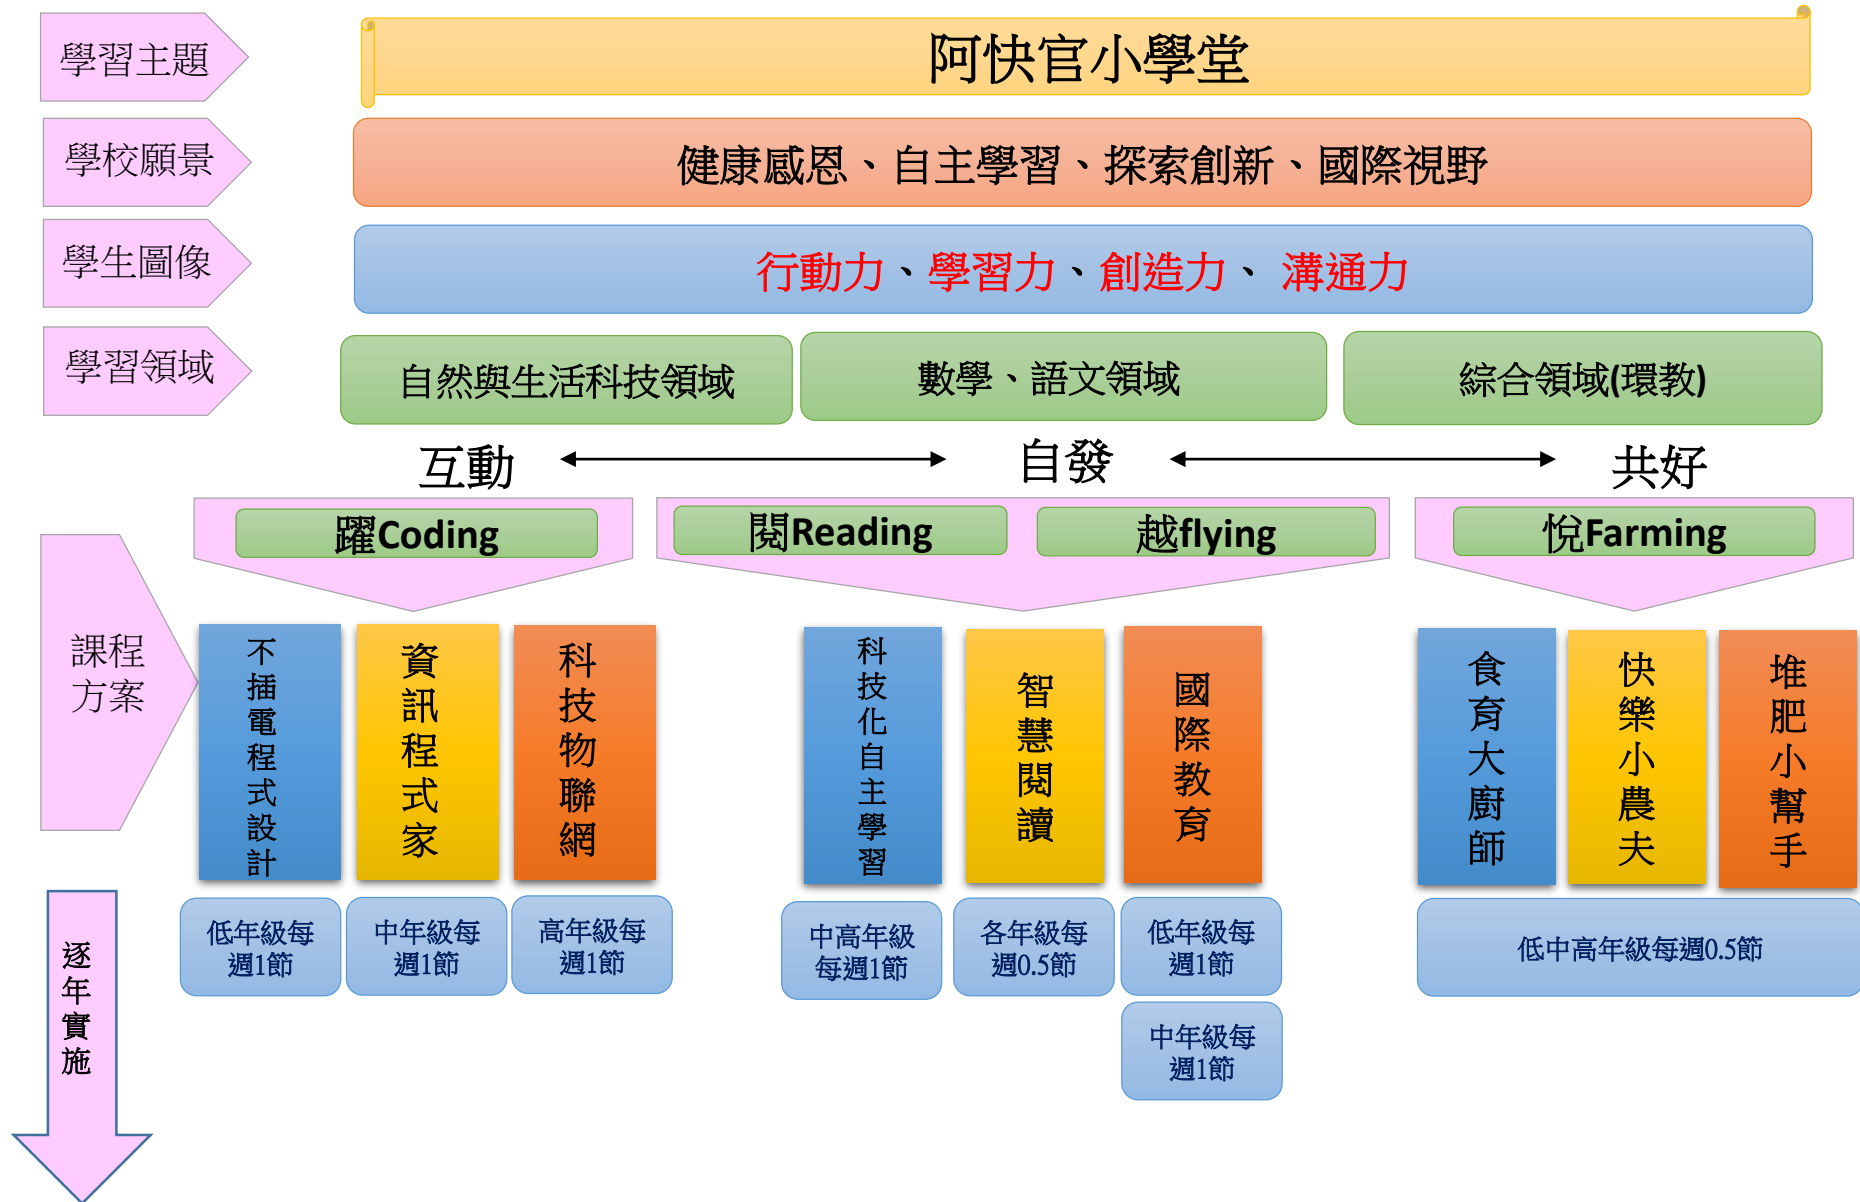 學習主題
阿快官小學堂
學校願景
健康感恩、自主學習、探索創新、國際視野
學生圖像
行動力、學習力、創造力、 溝通力
學習領域
自然與生活科技領域
數學、語文領域
綜合領域(環教)
互動
自發
共好
躍Coding
閱Reading
越flying
悅Farming
課程
方案
不插電程式設計
資訊程式家
科技物聯網
科技化自主學習
智慧閱讀
國際教育
食育大廚師
快樂小農夫
堆肥小幫手
逐年實施
低年級每
週1節
中年級每
週1節
高年級每
週1節
中高年級
每週1節
各年級每
週0.5節
低年級每
週1節
中年級每
週1節
低中高年級每週0.5節